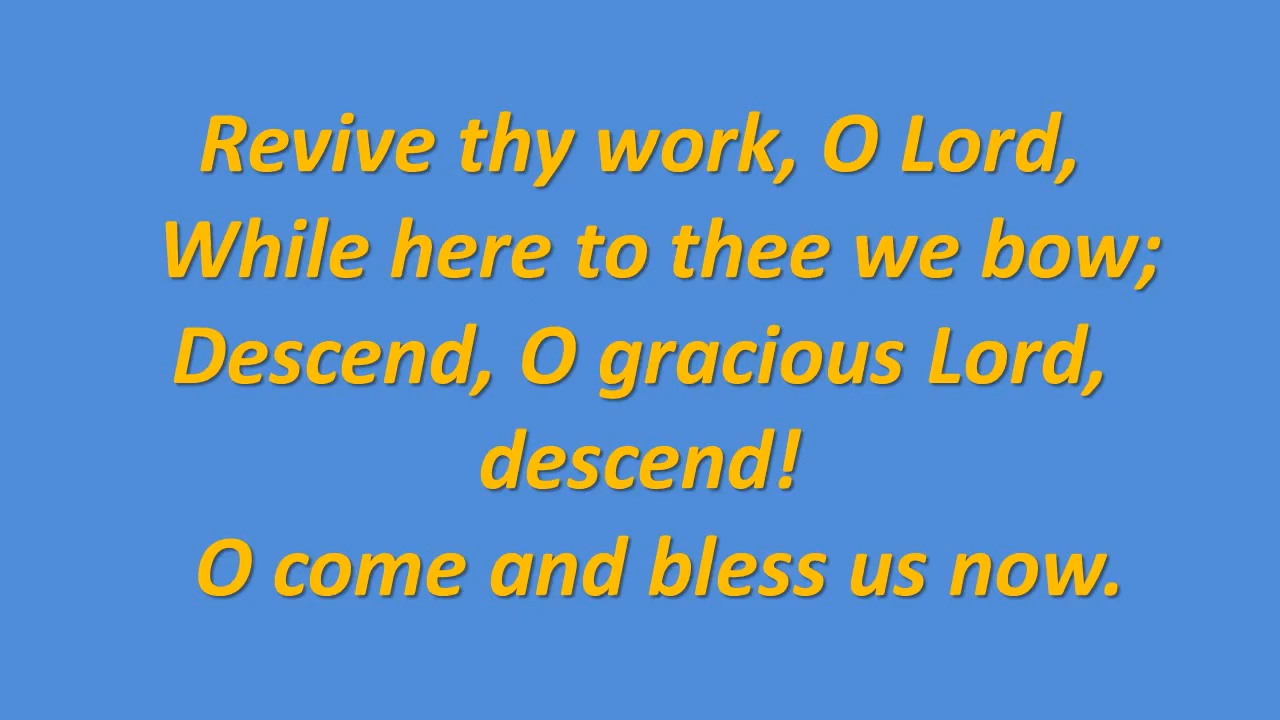 Revive thy work, O Lord,
While here to thee we bow;
Descend, O gracious Lord,
descend!
O come and bless us now.